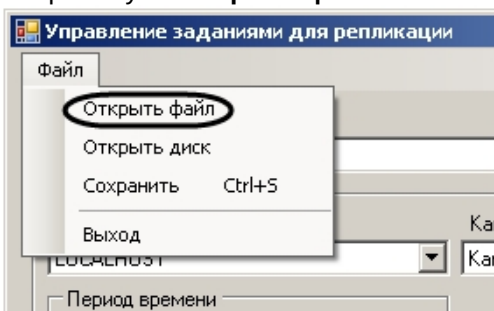 Управление заданиями для репликации
Файл
Открыть файл
Открыть диск
Сохранить Ctrl+S
Выход
LOCALHOST
Период времени